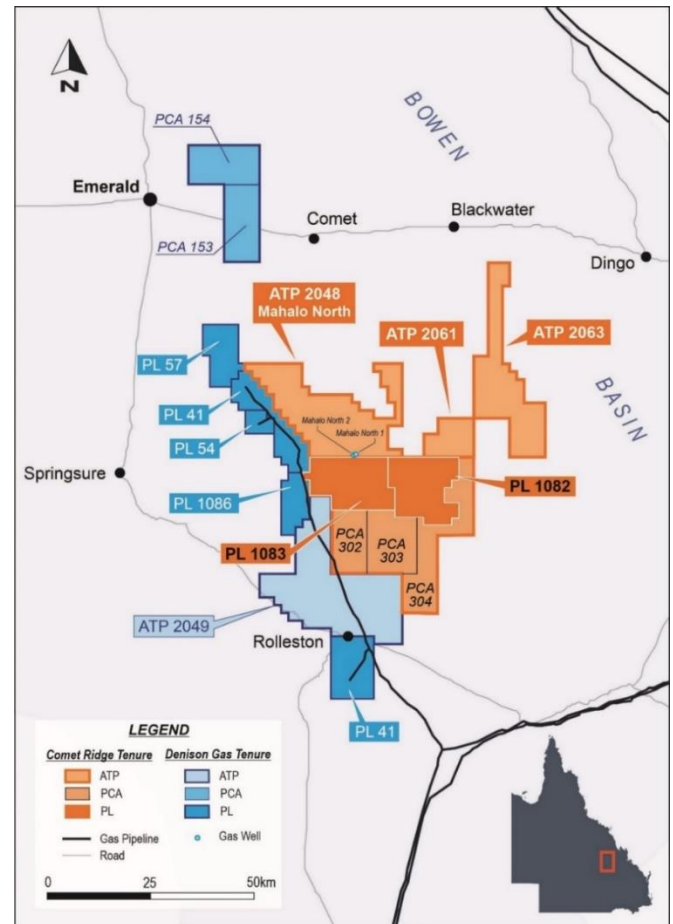 N
BOWEN
PCA 154
Emerald
PCA 153
Comet
Blackwater
Dingo
ATP 2048
Mahalo North
ATP 2061
ATP 2063
BASIN
PL 57
PL 41
PL 54
Mahalo North 2
Mahalo North 1
Springsure
PL 1086
PL 1082
PL 1083
PCA
302
PCA
303
PCA
304
ATP 2049
Rolleston
PL 41
LEGEND
Comet Ridge Tenure
Denison Gas Tenure
ATP
ATP
PCA
PCA
PL
PL
Gas Pipeline
Gas Well
Road
0 25 50km